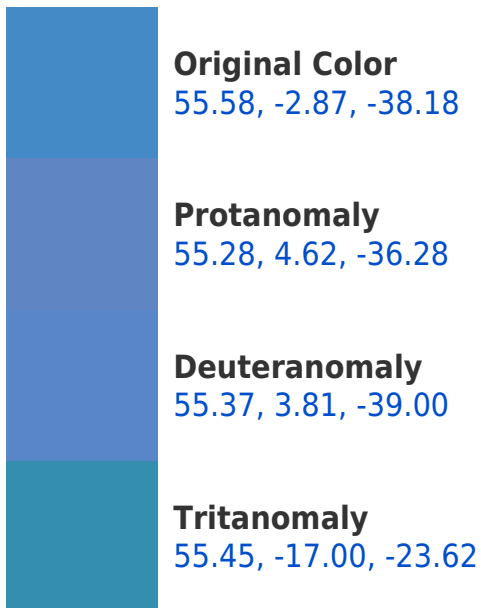 Original Color
55.58, -2.87, -38.18
Protanomaly
55.28, 4.62, -36.28
Deuteranomaly
55.37, 3.81, -39.00
Tritanomaly
55.45, -17.00, -23.62